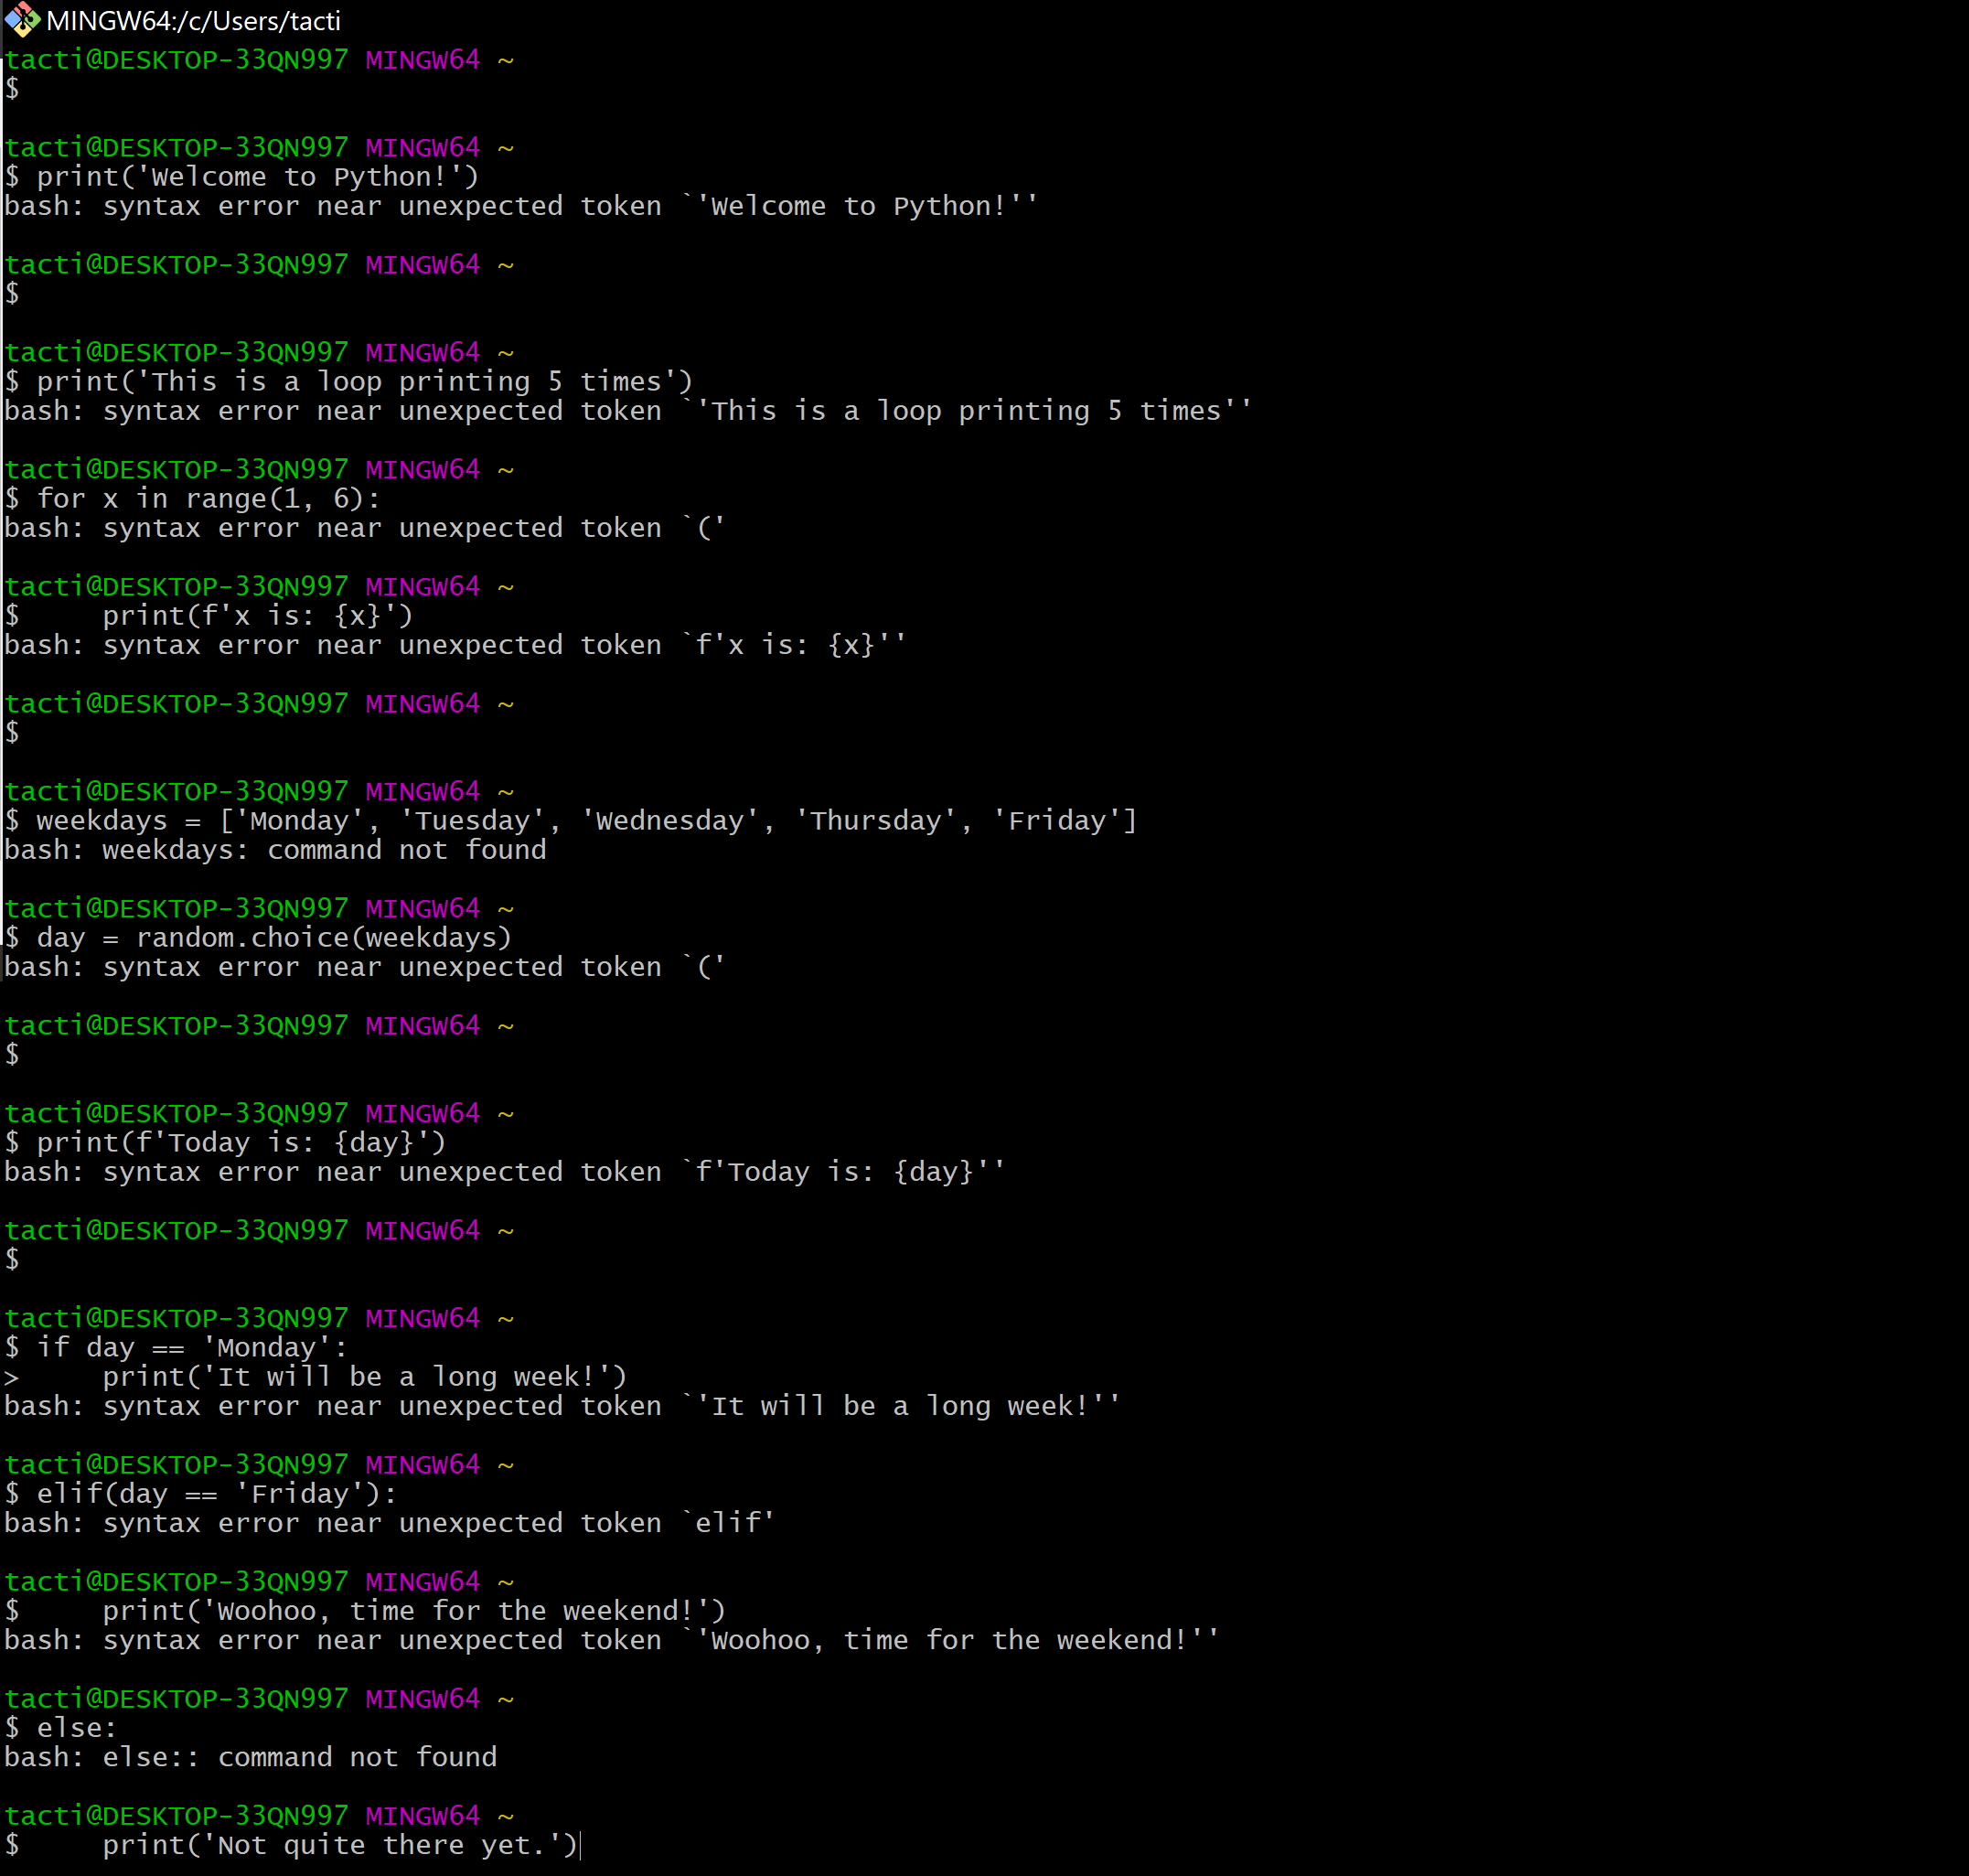 MINGW64:/c/Users/tacti
tacti@DESKTOP-33QN997 MINGW64 ~
$
tacti@DESKTOP-33QN997 MINGW64 ~
$ print('Welcome to Python!')
bash: syntax error near unexpected token `'Welcome to Python!''
tacti@DESKTOP-33QN997 MINGW64 ~
$
tacti@DESKTOP-33QN997 MINGW64 ~
$ print('This is a loop printing 5 times')
bash: syntax error near unexpected token `'This is a loop printing 5 times''
tacti@DESKTOP-33QN997 MINGW64 ~
$ for x in range(1, 6):
bash: syntax error near unexpected token `('
tacti@DESKTOP-33QN997 MINGW64 ~
$     print(f'x is: {x}')
bash: syntax error near unexpected token `f'x is: {x}''
tacti@DESKTOP-33QN997 MINGW64 ~
$
tacti@DESKTOP-33QN997 MINGW64 ~
$ weekdays = ['Monday', 'Tuesday', 'Wednesday', 'Thursday', 'Friday']
bash: weekdays: command not found
tacti@DESKTOP-33QN997 MINGW64 ~
$ day = random.choice(weekdays)
bash: syntax error near unexpected token `('
tacti@DESKTOP-33QN997 MINGW64 ~
$
tacti@DESKTOP-33QN997 MINGW64 ~
$ print(f'Today is: {day}')
bash: syntax error near unexpected token `f'Today is: {day}''
tacti@DESKTOP-33QN997 MINGW64 ~
$
tacti@DESKTOP-33QN997 MINGW64 ~
$ if day == 'Monday':
>     print('It will be a long week!')
bash: syntax error near unexpected token `'It will be a long week!''
tacti@DESKTOP-33QN997 MINGW64 ~
$ elif(day == 'Friday'):
bash: syntax error near unexpected token `elif'
tacti@DESKTOP-33QN997 MINGW64 ~
$     print('Woohoo, time for the weekend!')
bash: syntax error near unexpected token `'Woohoo, time for the weekend!''
tacti@DESKTOP-33QN997 MINGW64 ~
$ else:
bash: else:: command not found
tacti@DESKTOP-33QN997 MINGW64 ~
$     print('Not quite there yet.')